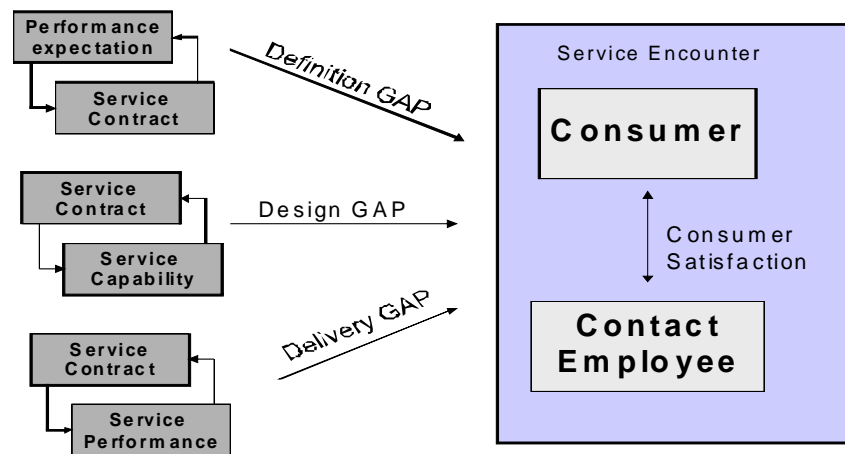 Performance
expectation
Service
Contract
Definition GAP
Service
Contract
Service
Capability
Design GAP
Service
Contract
Service
Performance
Delivery GAP
Service Encounter
Consumer
Consumer
Satisfaction
Contact
Employee